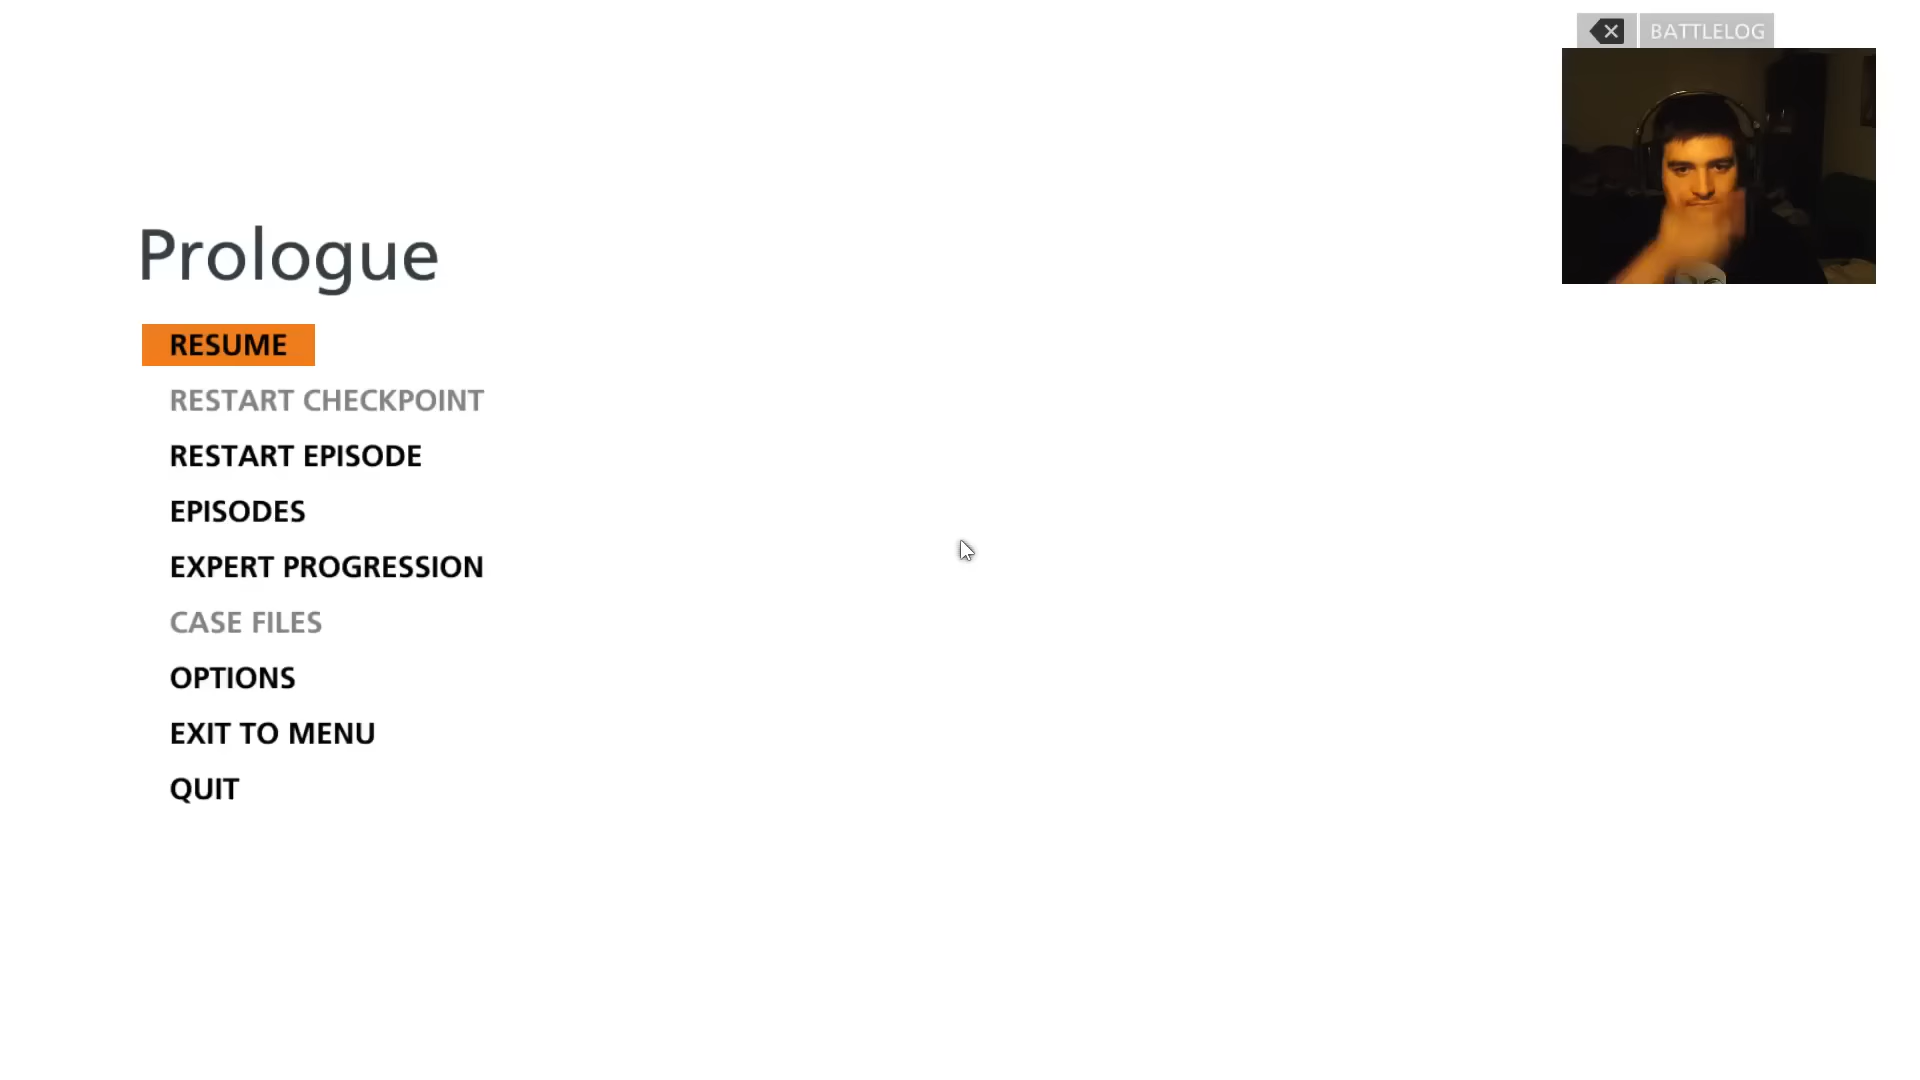 BATTLELOG
Prologue
RESUME
RESTART CHECKPOINT
RESTART EPISODE
EPISODES
EXPERT PROGRESSION
CASE FILES
OPTIONS
EXIT TO MENU
QUIT